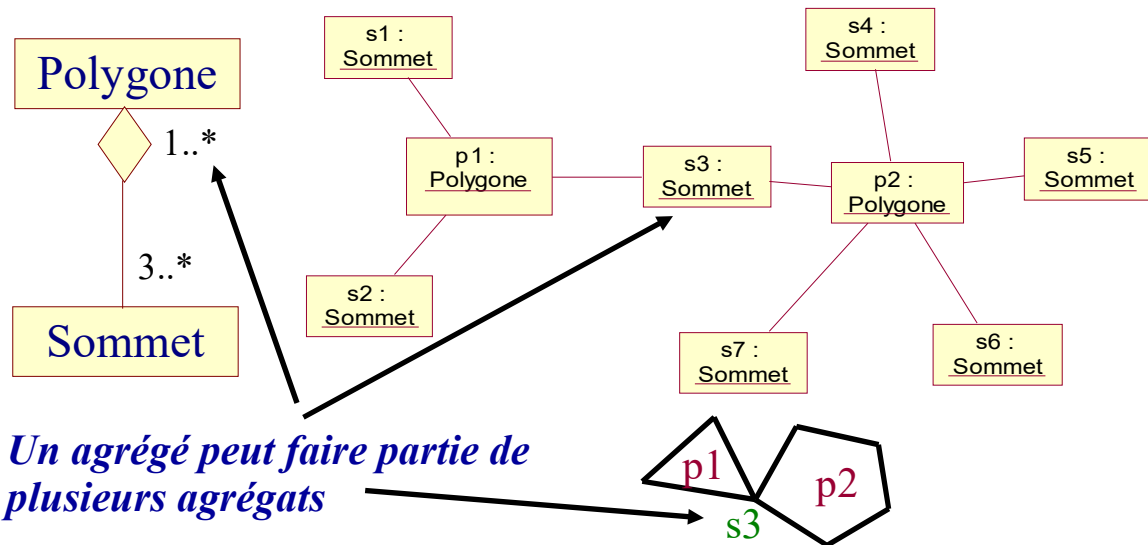 Polygone
1..*
3..*
Sommet
s1 :
Sommet
p1 :
Polygone
s2 :
Sommet
s3 :
Sommet
s4 :
Sommet
p2 :
Polygone
s5 :
Sommet
s7 :
Sommet
s6 :
Sommet
Un agrégé peut faire partie de
plusieurs agrégats
p1
p2
s3